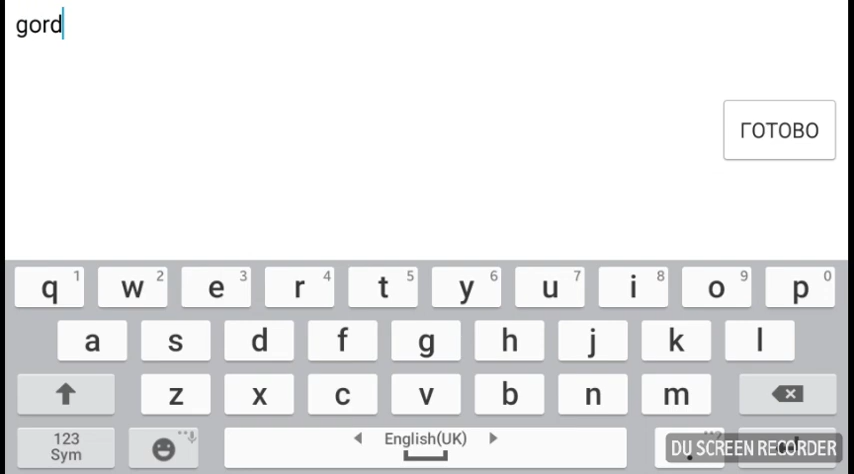 gord
ГОТОВО
q 1 w 2 e 3 r 4 t 5 y 6 u 7 i 8 o 9 p 0
a s d f g h j k l
z x c v b n m
123
Sym
English(UK)
DU SCREEN RECORDER